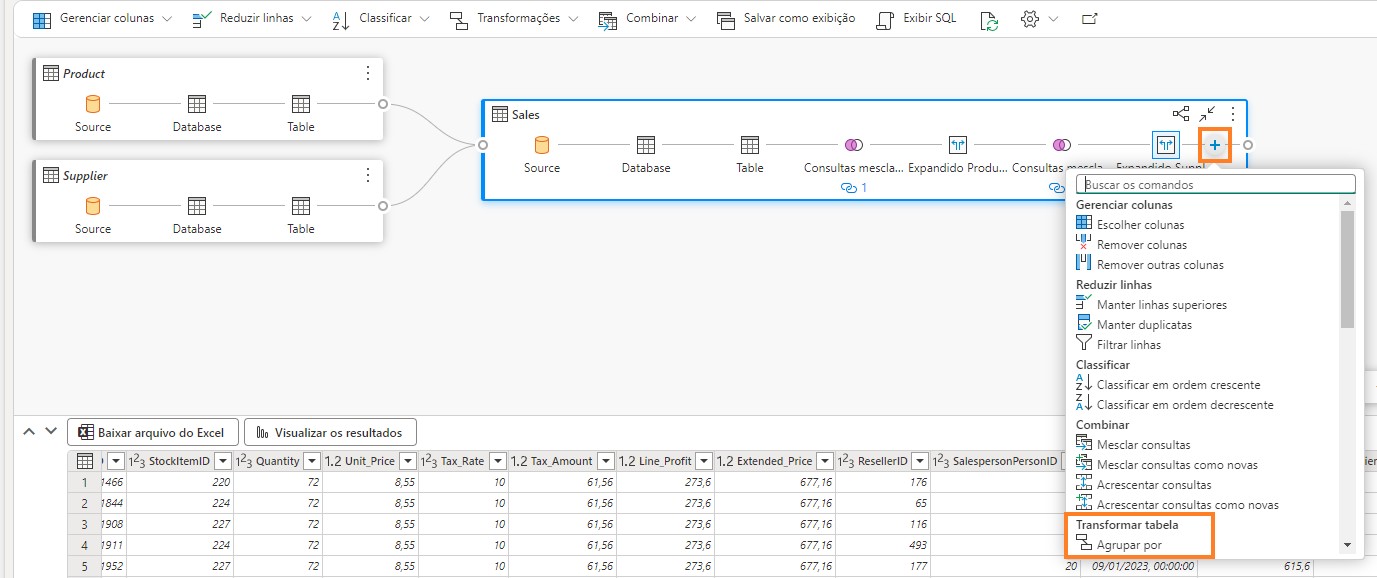 Gerenciar colunas Reduzir linhas Classificar Transformações Combinar Salvar como exibição Exibir SQL
Product
Source Database Table
Supplier
Source Database Table
Sales
Source Database Table Consultas mescla... Expandido Produ... Consultas mescla... Expandido Suppl
1
Buscar os comandos
Gerenciar colunas
Escolher colunas
Remover colunas
Remover outras colunas
Reduzir linhas
Manter linhas superiores
Manter duplicatas
Filtrar linhas
Classificar
Classificar em ordem crescente
Classificar em ordem decrescente
Combinar
Mesclar consultas
Mesclar consultas como novas
Acrescentar consultas
Acrescentar consultas como novas
Transformar tabela
Agrupar por
Baixar arquivo do Excel Visualizar os resultados
StockItemID Quantity Unit_Price Tax_Rate Tax_Amount Line_Profit Extended_Price ResellerID SalespersonPersonID
1 1466 220 72 8,55 10 61,56 273,6 677,16 176
2 1844 224 72 8,55 10 61,56 273,6 677,16 65
3 1908 227 72 8,55 10 61,56 273,6 677,16 116
4 1911 224 72 8,55 10 61,56 273,6 677,16 493
5 1952 227 72 8,55 10 61,56 273,6 677,16 177 20 09/01/2023, 00:00:00 615,6